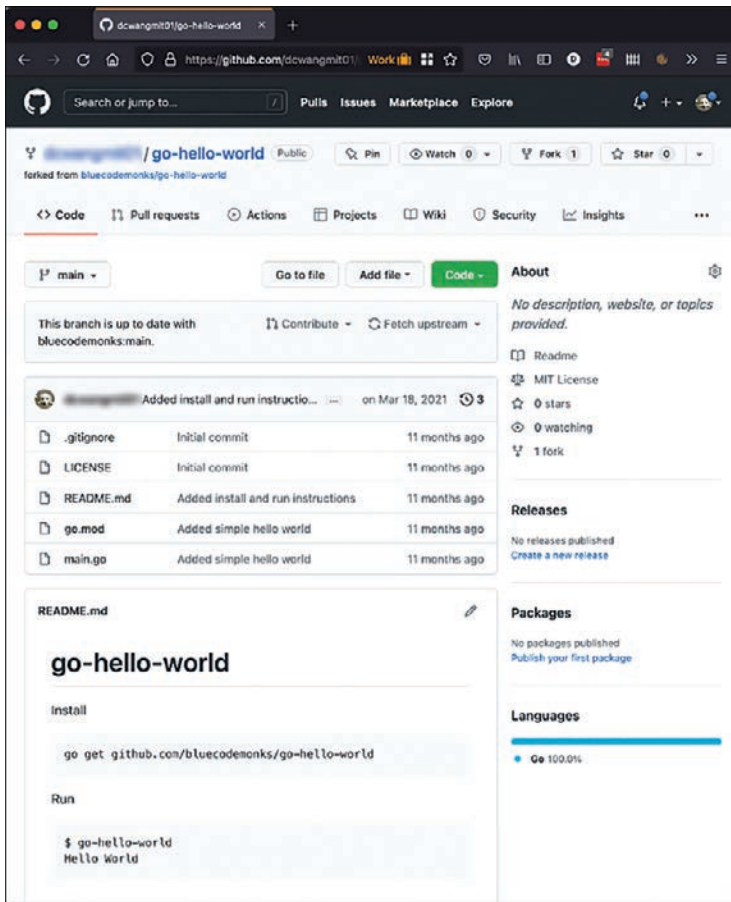 dcwangmit01/go-hello-world × +
https://github.com/dcwangmit01/ Work
Search or jump to... / Pulls Issues Marketplace Explore + 
/ go-hello-world Public Pin Watch 0 Fork 1 Star 0
forked from bluecodemonks/go-hello-world
<> Code Pull requests Actions Projects Wiki Security Insights ...
main Go to file Add file Code
This branch is up to date with
bluecodemonks:main.
Contribute Fetch upstream
Added install and run instructio... ... on Mar 18, 2021 3
.gitignore Initial commit 11 months ago
LICENSE Initial commit 11 months ago
README.md Added install and run instructions 11 months ago
go.mod Added simple hello world 11 months ago
main.go Added simple hello world 11 months ago
README.md
go-hello-world
Install
go get github.com/bluecodemonks/go-hello-world
Run
$ go-hello-world
Hello World
About
No description, website, or topics
provided.
Readme
MIT License
0 stars
0 watching
1 fork
Releases
No releases published
Create a new release
Packages
No packages published
Publish your first package
Languages
Go 100.0%